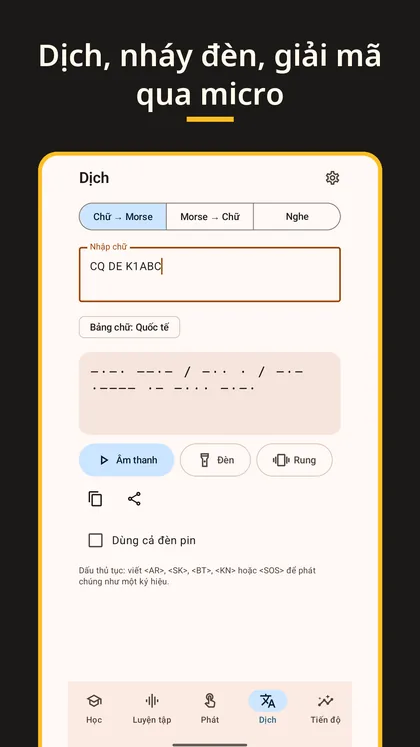 Dịch, nháy đèn, giải mã
qua micro
Dịch
Chữ → Morse
Morse → Chữ
Nghe
Nhập chữ
CQ DE K1ABC
Bảng chữ: Quốc tế
−·−· −−·− / −·· · / −·−
·−−−− ·− −··· −·−·
Âm thanh
Đèn
Rung
Dùng cả đèn pin
Dấu thủ tục: viết <AR>, <SK>, <BT>, <KN> hoặc <SOS> để phát
chúng như một ký hiệu.
Học
Luyện tập
Phát
Dịch
Tiến độ